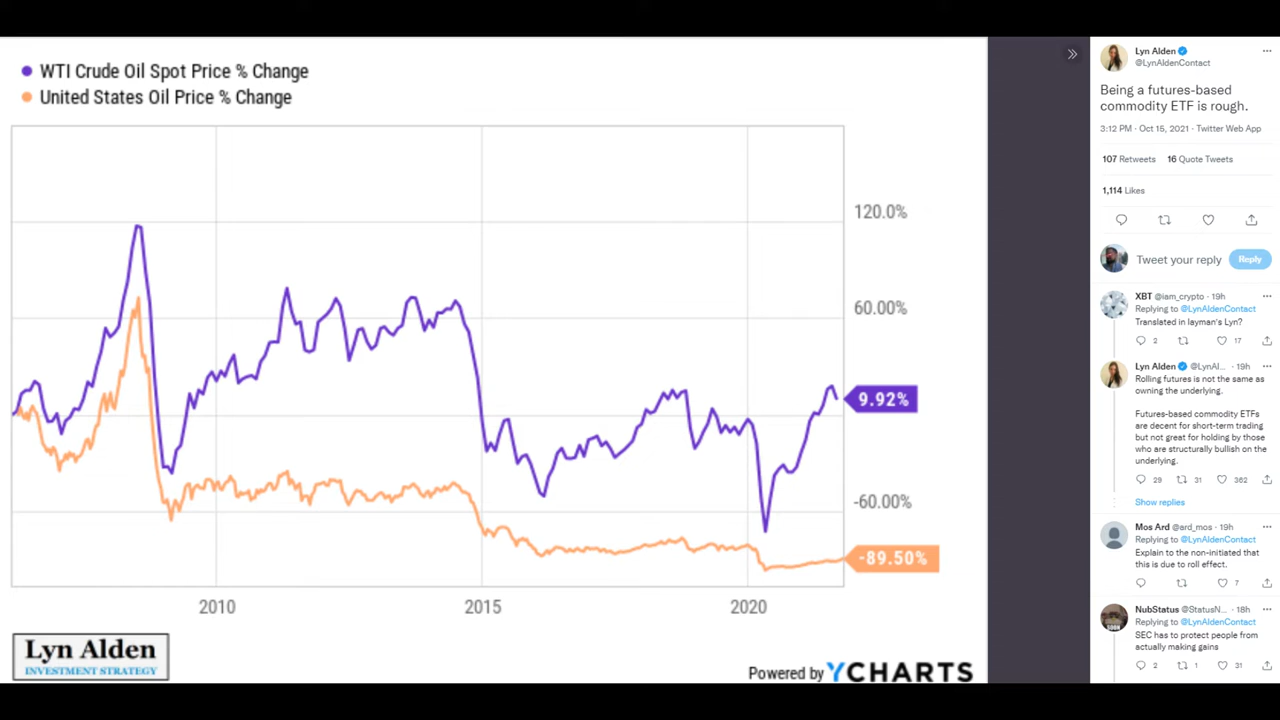 WTI Crude Oil Spot Price % Change
United States Oil Price % Change
120.0%
60.00%
9.92%
-60.00%
-89.50%
2010
2015
2020
Lyn Alden
INVESTMENT STRATEGY
Powered by YCHARTS
Lyn Alden
@LynAldenContact
Being a futures-based
commodity ETF is rough.
3:12 PM · Oct 15, 2021 · Twitter Web App
107 Retweets 16 Quote Tweets
1,114 Likes
Tweet your reply
Reply
XBT @iam_crypto · 19h
Replying to @LynAldenContact
Translated in layman's Lyn?
2 17
Lyn Alden @LynAl... · 19h
Rolling futures is not the same as
owning the underlying.
Futures-based commodity ETFs
are decent for short-term trading
but not great for holding by those
who are structurally bullish on the
underlying.
29 31 362
Show replies
Mos Ard @ard_mos · 19h
Replying to @LynAldenContact
Explain to the non-initiated that
this is due to roll effect.
7
NubStatus @StatusN... · 18h
Replying to @LynAldenContact
SEC has to protect people from
actually making gains
2 1 31